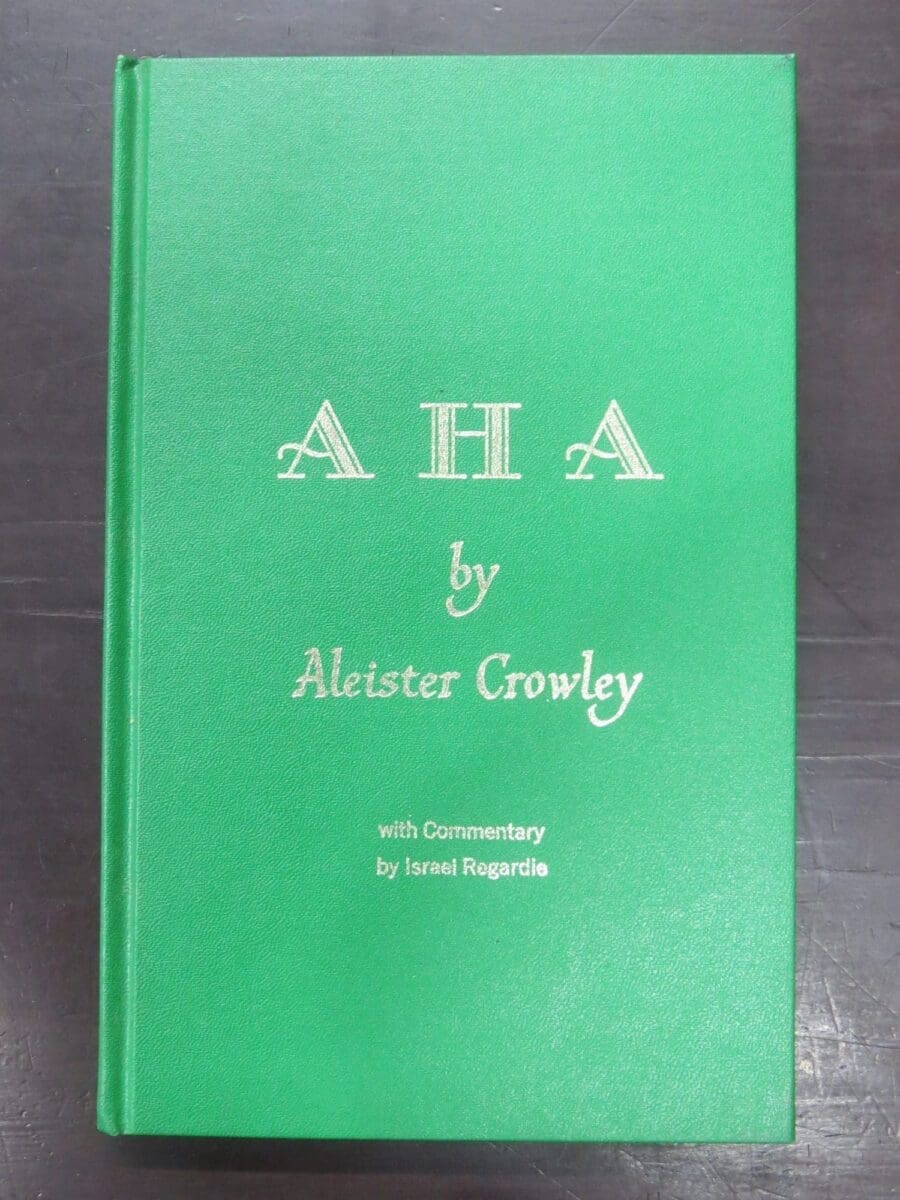 AHA
by
Aleister Crowley
with Commentary
by Israel Regardie